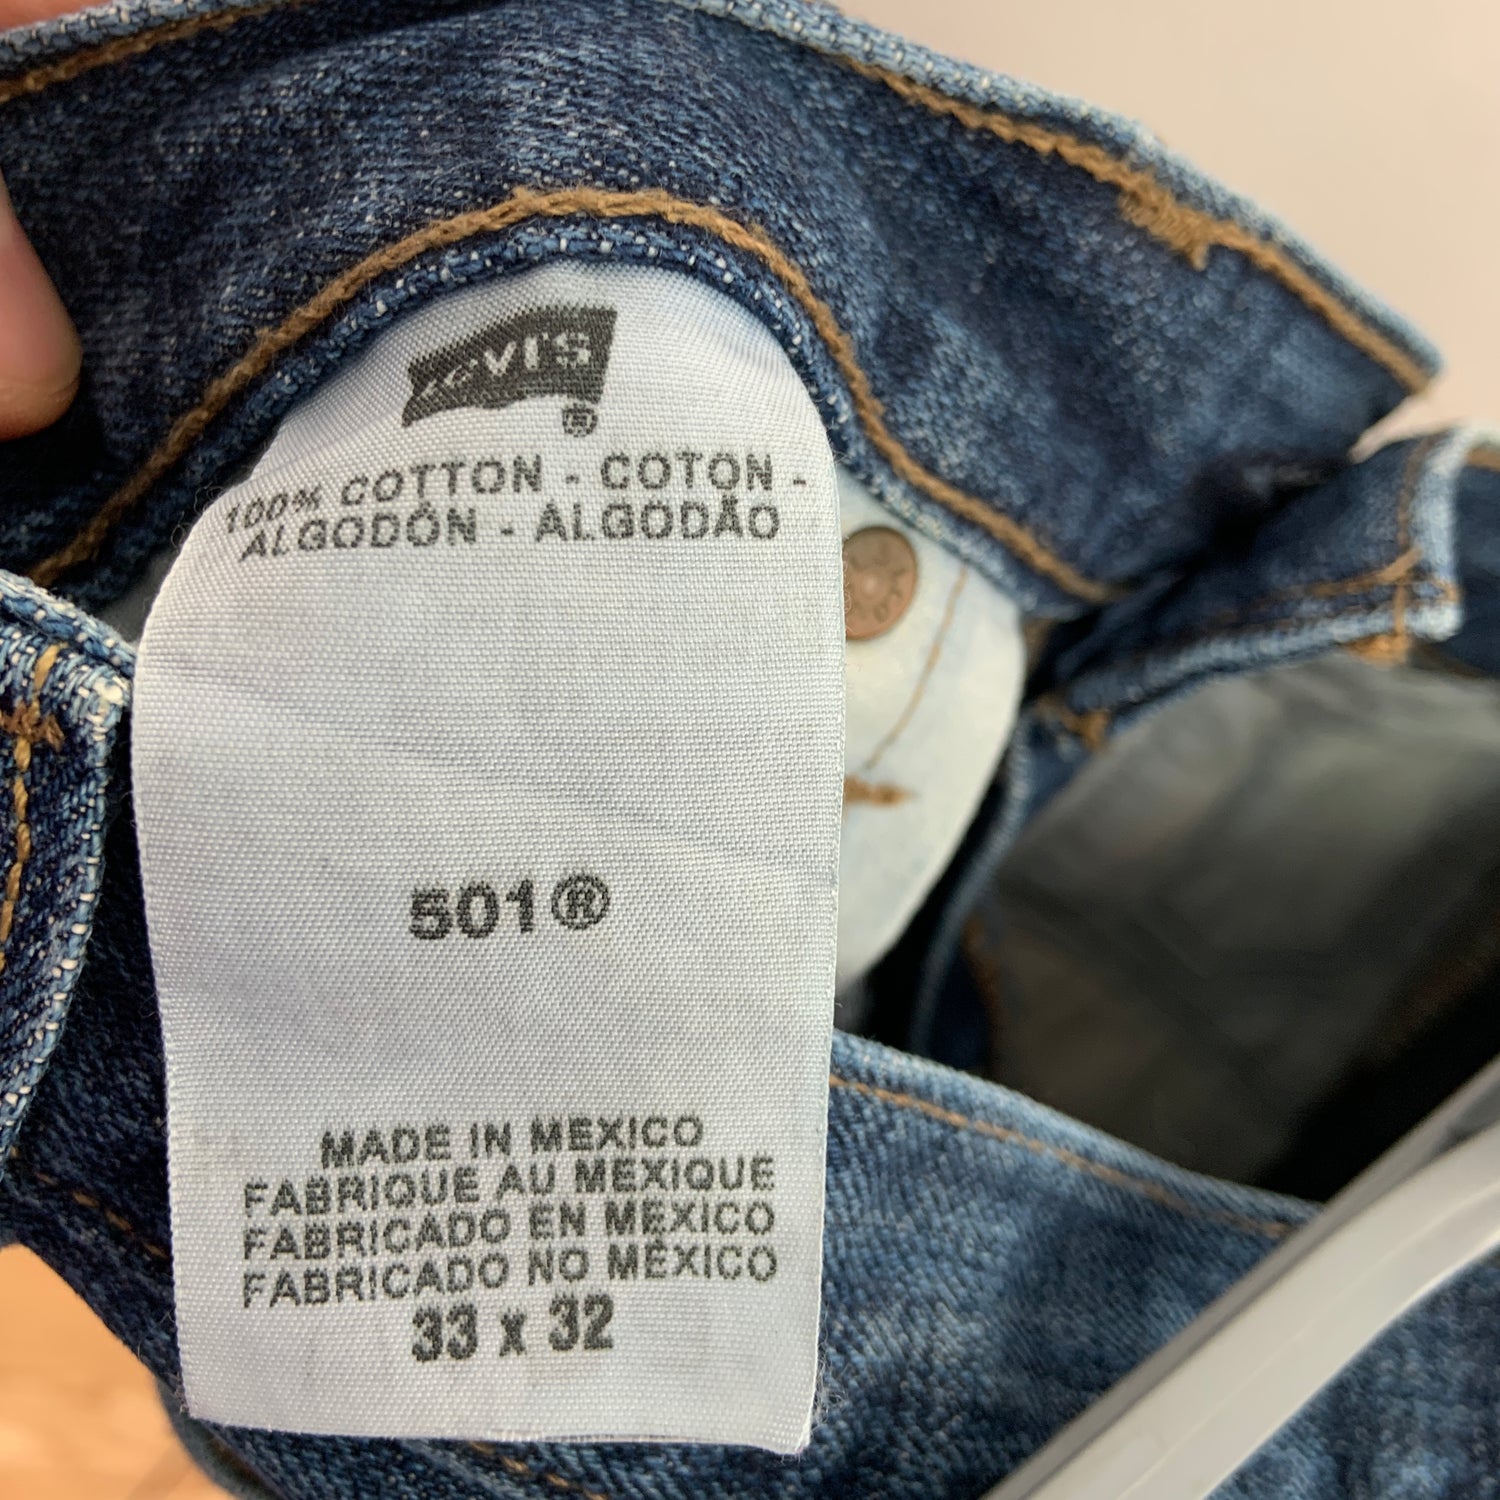 Levi's
®
100% COTTON - COTON -
ALGODÓN - ALGODÃO
501®
MADE IN MEXICO
FABRIQUE AU MEXIQUE
FABRICADO EN MEXICO
FABRICADO NO MÉXICO
33 x 32